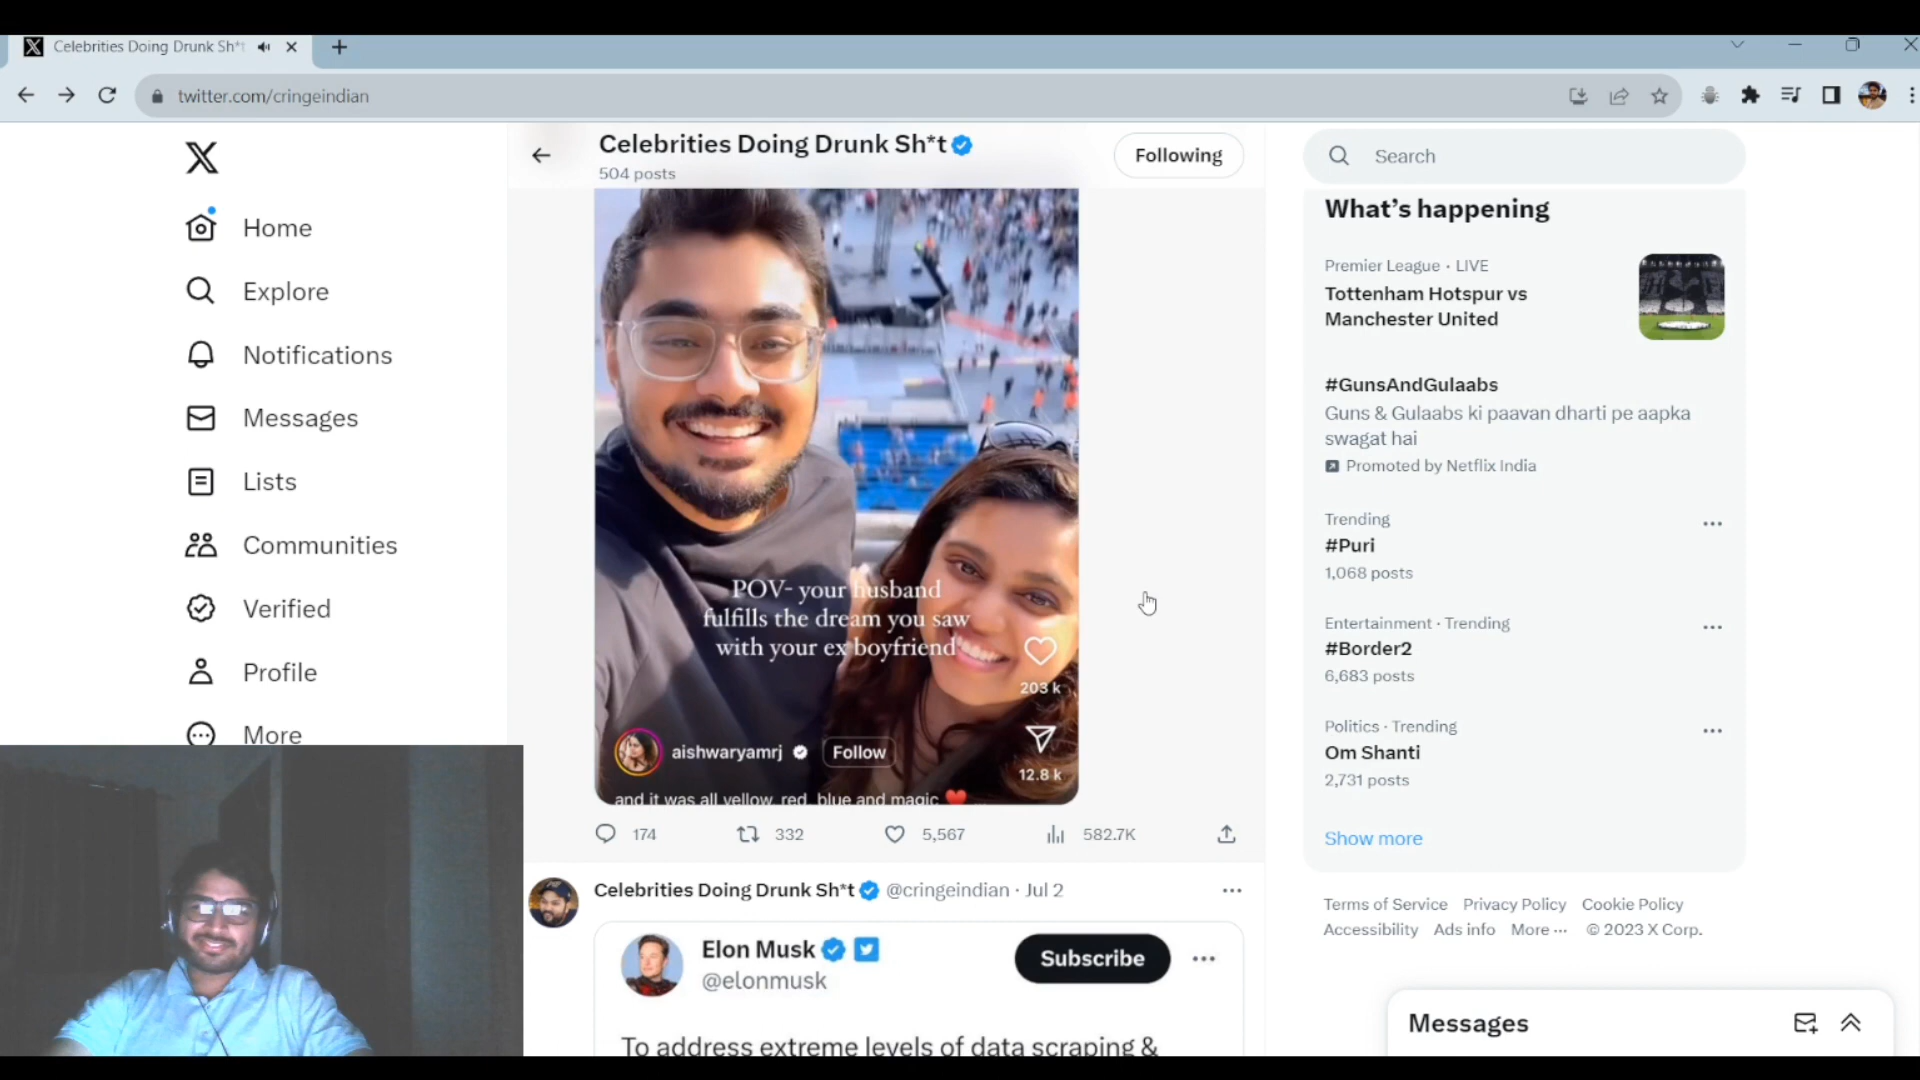 Celebrities Doing Drunk Sh*t
twitter.com/cringeindian
Home
Explore
Notifications
Messages
Lists
Communities
Verified
Profile
More
Celebrities Doing Drunk Sh*t
504 posts
Following
POV- your husband
fulfills the dream you saw
with your ex boyfriend
203 k
aishwaryamrj
Follow
12.8 k
and it was all yellow, red, blue and magic
174
332
5,567
582.7K
Celebrities Doing Drunk Sh*t @cringeindian · Jul 2
Elon Musk
@elonmusk
Subscribe
To address extreme levels of data scraping &
Search
What's happening
Premier League · LIVE
Tottenham Hotspur vs
Manchester United
#GunsAndGulaabs
Guns & Gulaabs ki paavan dharti pe aapka
swagat hai
Promoted by Netflix India
Trending
#Puri
1,068 posts
Entertainment · Trending
#Border2
6,683 posts
Politics · Trending
Om Shanti
2,731 posts
Show more
Terms of Service Privacy Policy Cookie Policy
Accessibility Ads info More ··· © 2023 X Corp.
Messages